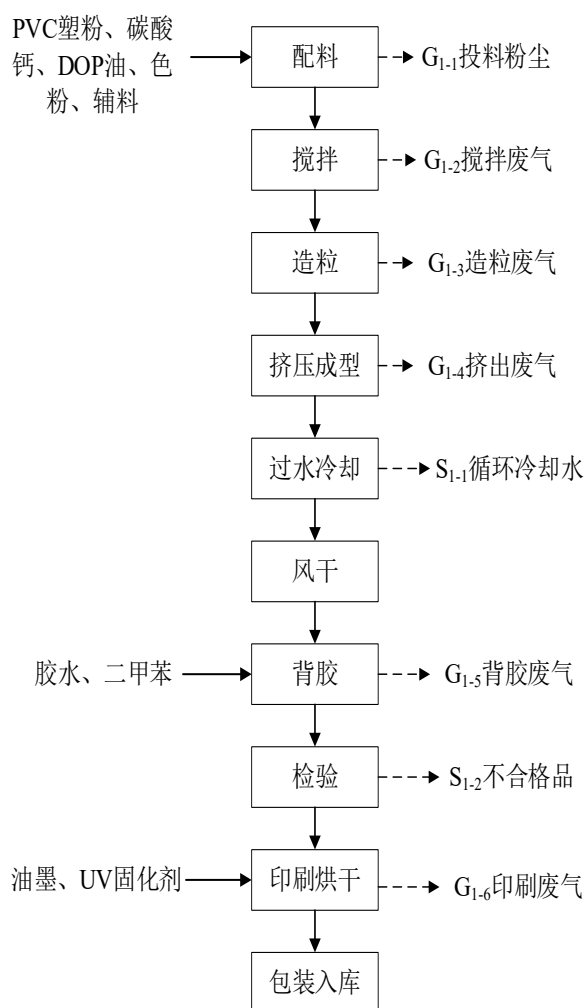 PVC塑粉、碳酸
钙、DOP油、色
粉、辅料
配料
G1-1投料粉尘
搅拌
G1-2搅拌废气
造粒
G1-3造粒废气
挤压成型
G1-4挤出废气
过水冷却
S1-1循环冷却水
风干
胶水、二甲苯
背胶
G1-5背胶废气
检验
S1-2不合格品
油墨、UV固化剂
印刷烘干
G1-6印刷废气
包装入库